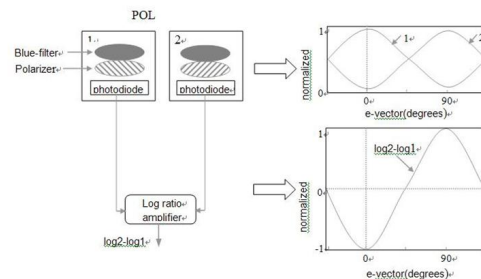 POL
1
2
Blue-filter
Polarizer
photodiode
photodiode
Log ratio
amplifier
log2-log1
normalized
1
0
1
2
0
90
e-vector(degrees)
normalized
1
0
-1
log2-log1
0
90
e-vector(degrees)